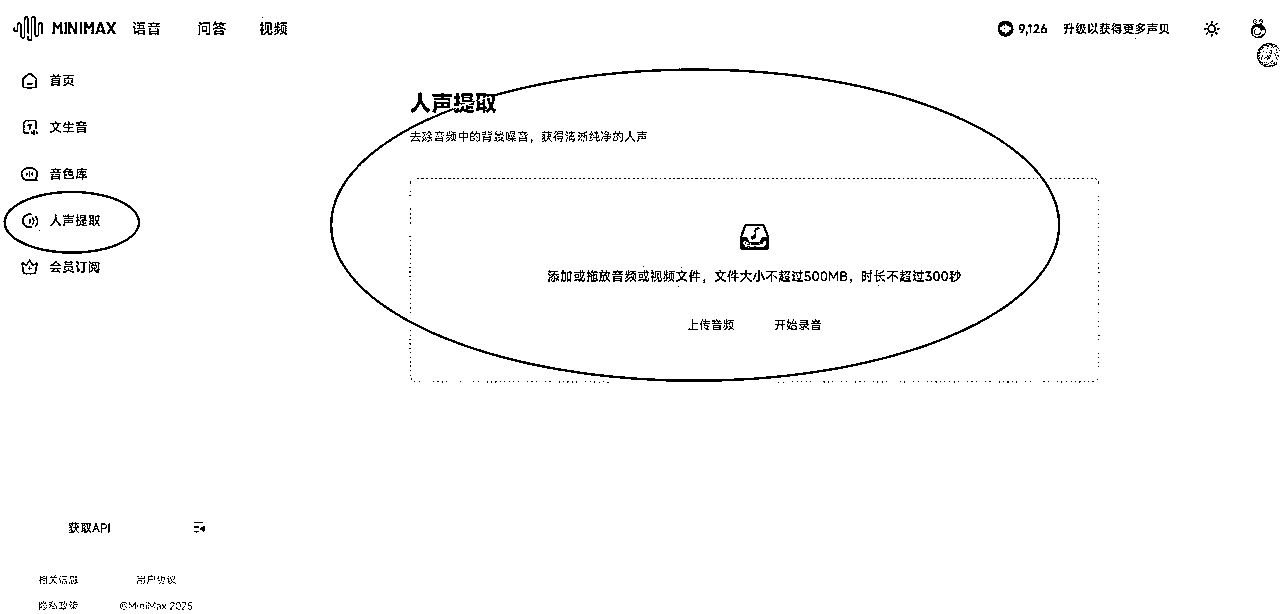 MINIMAX 语音 问答 视频 9,126 升级以获得更多声贝
首页
文生音
音色库
人声提取
会员订阅
人声提取
去除音频中的背景噪音，获得清晰纯净的人声
添加或拖放音频或视频文件，文件大小不超过500MB，时长不超过300秒
上传音频 开始录音
获取API
相关信息 用户协议
隐私政策 ©MiniMax 2025